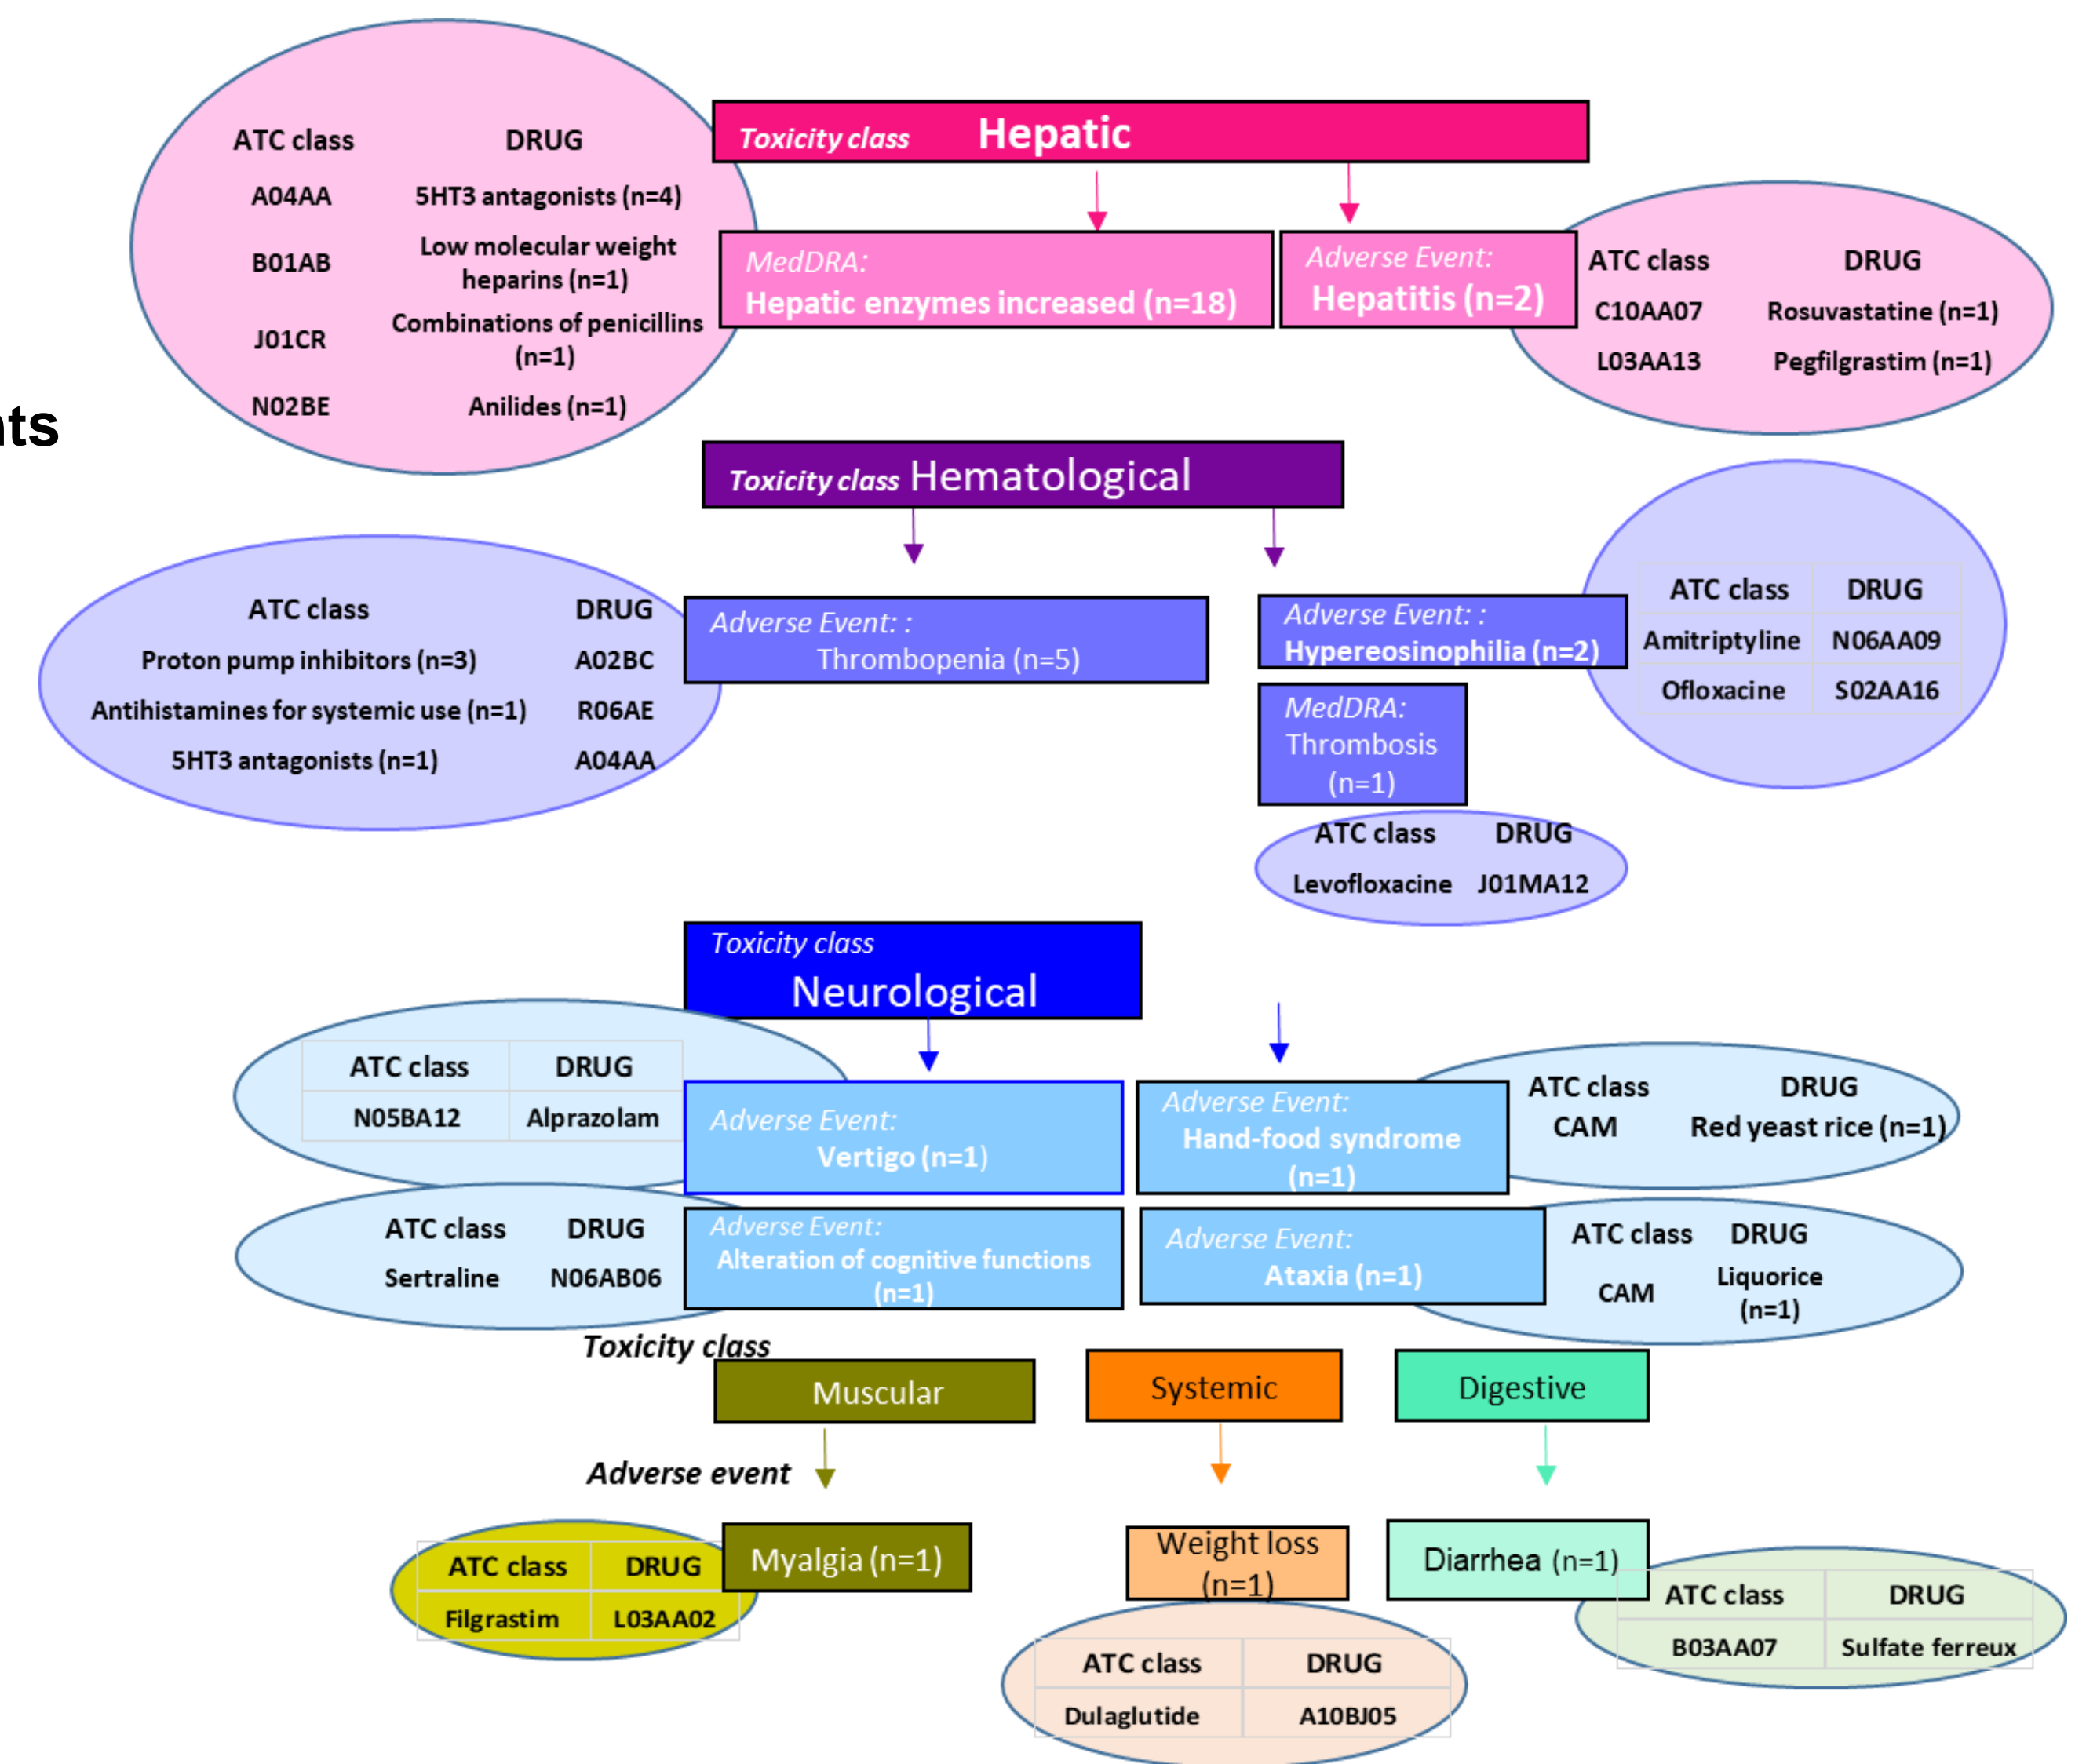 nts
Toxicity class Hepatic
ATC class DRUG
A04AA 5HT3 antagonists (n=4)
B01AB Low molecular weight
heparins (n=1)
J01CR Combinations of penicillins
(n=1)
N02BE Anilides (n=1)
MedDRA:
Hepatic enzymes increased (n=18)
Adverse Event:
Hepatitis (n=2)
ATC class DRUG
C10AA07 Rosuvastatine (n=1)
L03AA13 Pegfilgrastim (n=1)
Toxicity class Hematological
ATC class DRUG
Proton pump inhibitors (n=3) A02BC
Antihistamines for systemic use (n=1) R06AE
5HT3 antagonists (n=1) A04AA
Adverse Event: :
Thrombopenia (n=5)
Adverse Event: :
Hypereosinophilia (n=2)
ATC class DRUG
Amitriptyline N06AA09
Ofloxacine S02AA16
MedDRA:
Thrombosis
(n=1)
ATC class DRUG
Levofloxacine J01MA12
Toxicity class
Neurological
ATC class DRUG
N05BA12 Alprazolam
Adverse Event:
Vertigo (n=1)
Adverse Event:
Hand-food syndrome
(n=1)
ATC class DRUG
CAM Red yeast rice (n=1)
ATC class DRUG
Sertraline N06AB06
Adverse Event:
Alteration of cognitive functions
(n=1)
Adverse Event:
Ataxia (n=1)
ATC class DRUG
CAM Liquorice
(n=1)
Toxicity class
Muscular
Systemic
Digestive
Adverse event
ATC class DRUG
Filgrastim L03AA02
Myalgia (n=1)
Weight loss
(n=1)
Diarrhea (n=1)
ATC class DRUG
Dulaglutide A10BJ05
ATC class DRUG
B03AA07 Sulfate ferreux